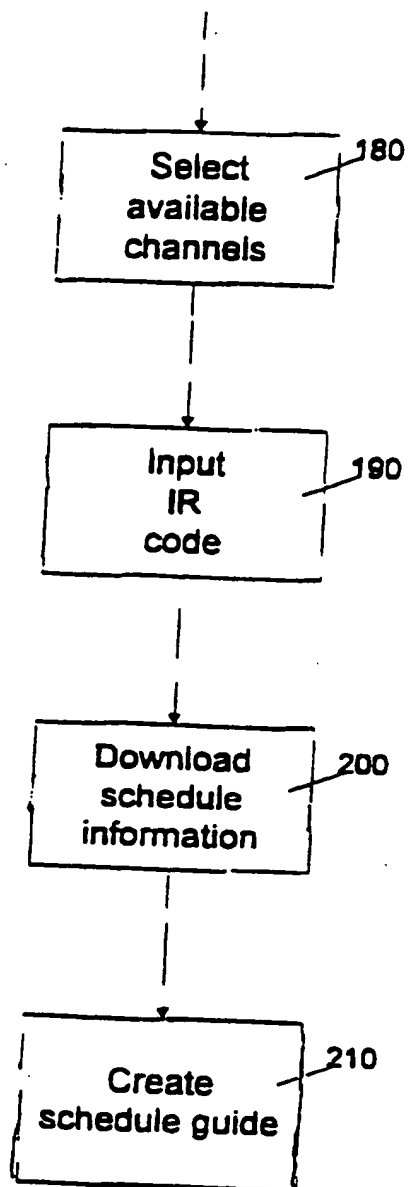 180
Select
available
channels
190
Input
IR
code
200
Download
schedule
information
210
Create
schedule guide